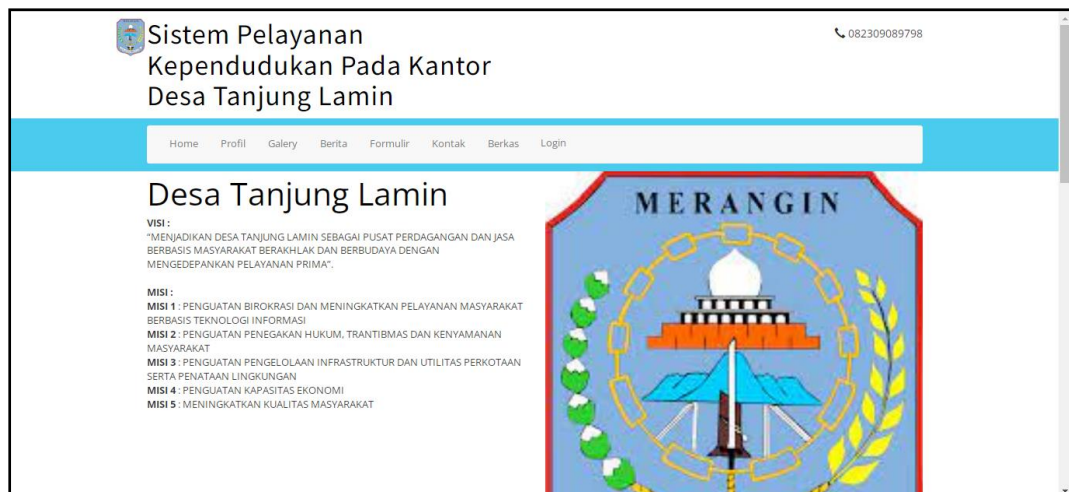 Sistem Pelayanan
Kependudukan Pada Kantor
Desa Tanjung Lamin
082309089798
Home Profil Galery Berita Formulir Kontak Berkas Login
Desa Tanjung Lamin
VISI :
"MENJADIKAN DESA TANJUNG LAMIN SEBAGAI PUSAT PERDAGANGAN DAN JASA
BERBASIS MASYARAKAT BERAKHLAK DAN BERBUDAYA DENGAN
MENGEDEPANKAN PELAYANAN PRIMA".
MISI :
MISI 1 : PENGUATAN BIROKRASI DAN MENINGKATKAN PELAYANAN MASYARAKAT
BERBASIS TEKNOLOGI INFORMASI
MISI 2 : PENGUATAN PENEGAKAN HUKUM, TRANTIBMAS DAN KENYAMANAN
MASYARAKAT
MISI 3 : PENGUATAN PENGELOLAAN INFRASTRUKTUR DAN UTILITAS PERKOTAAN
SERTA PENATAAN LINGKUNGAN
MISI 4 : PENGUATAN KAPASITAS EKONOMI
MISI 5 : MENINGKATKAN KUALITAS MASYARAKAT
MERANGIN